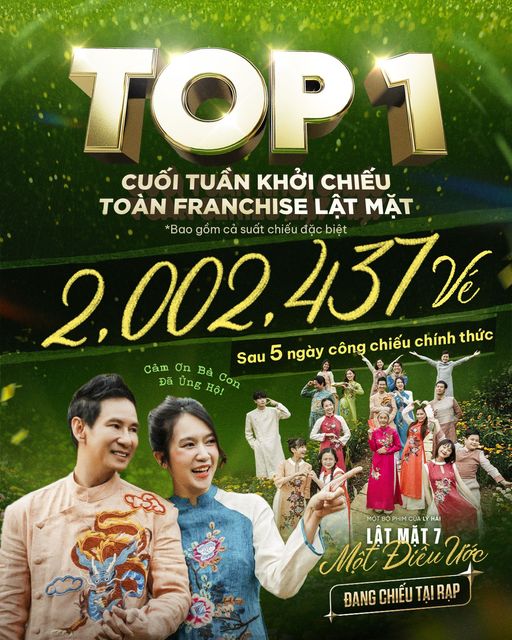 TOP 1
CUỐI TUẦN KHỞI CHIẾU
TOÀN FRANCHISE LẬT MẶT
*Bao gồm cả suất chiếu đặc biệt
2,002,437 Vé
Sau 5 ngày công chiếu chính thức
Cảm Ơn Bà Con
Đã Ủng Hộ!
MỘT BỘ PHIM CỦA LÝ HẢI
LẬT MẶT 7
Một Điều Ước
ĐANG CHIẾU TẠI RẠP